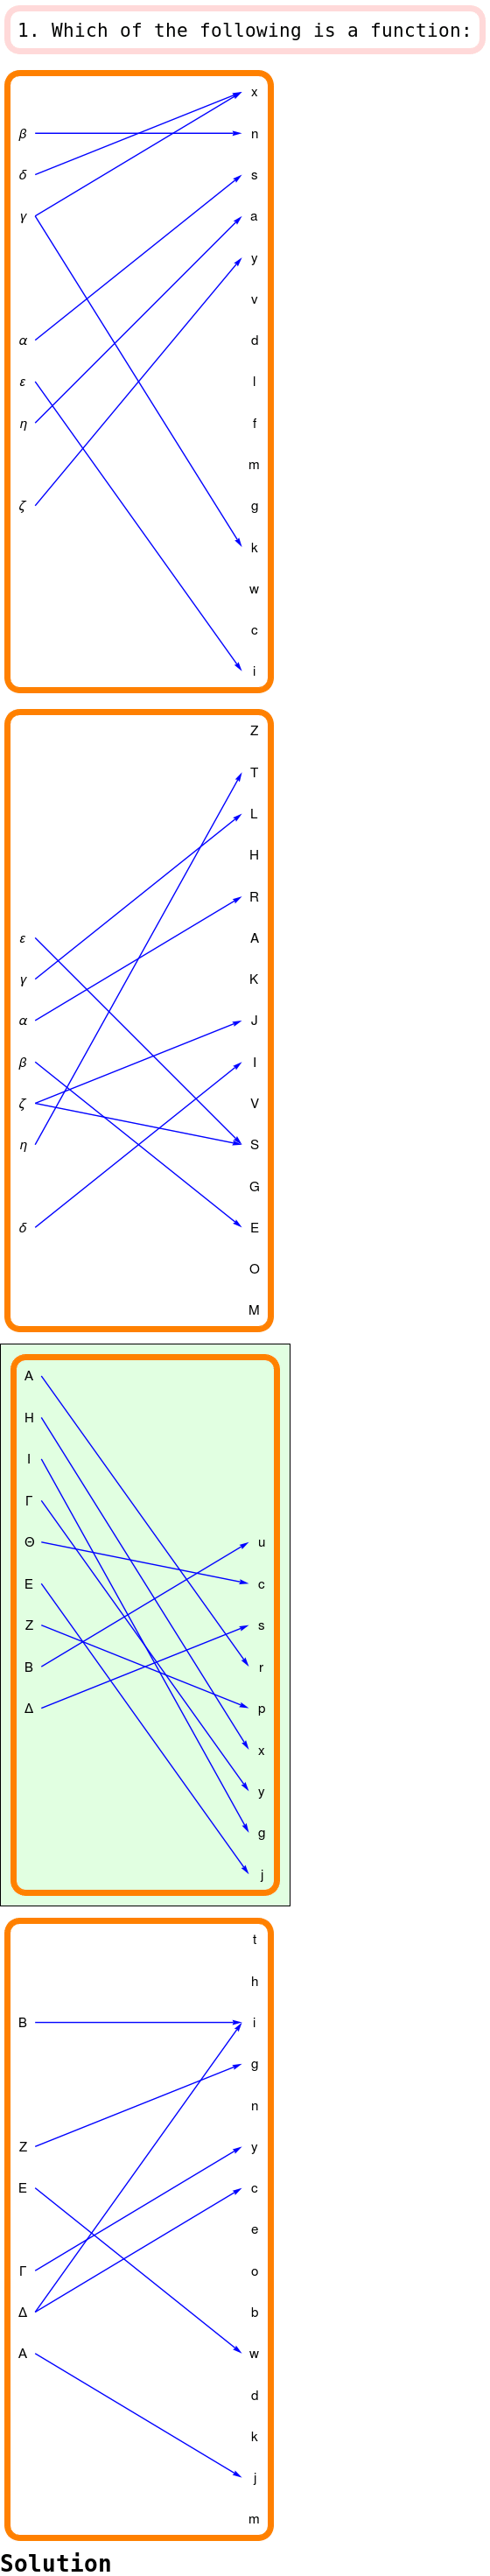 1. Which of the following is a function:
x
β n
δ s
γ a
y
v
α d
ε l
η f
m
ζ g
k
w
c
i
Z
T
L
H
R
ε A
γ K
α J
β I
ζ V
η S
G
δ E
O
M
Α
Η
Ι
Γ
Θ u
Ε c
Ζ s
Β r
Δ p
x
y
g
j
t
h
Β i
g
n
Ζ y
Ε c
e
Γ o
Δ b
Α w
d
k
j
m
Solution